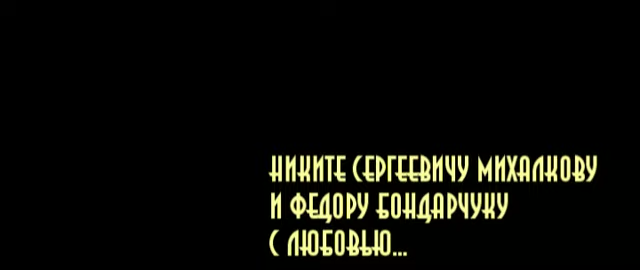 НИКИТЕ СЕРГЕЕВИЧУ МИХАЛКОВУ
И ФЕДОРУ БОНДАРЧУКУ
С ЛЮБОВЬЮ...